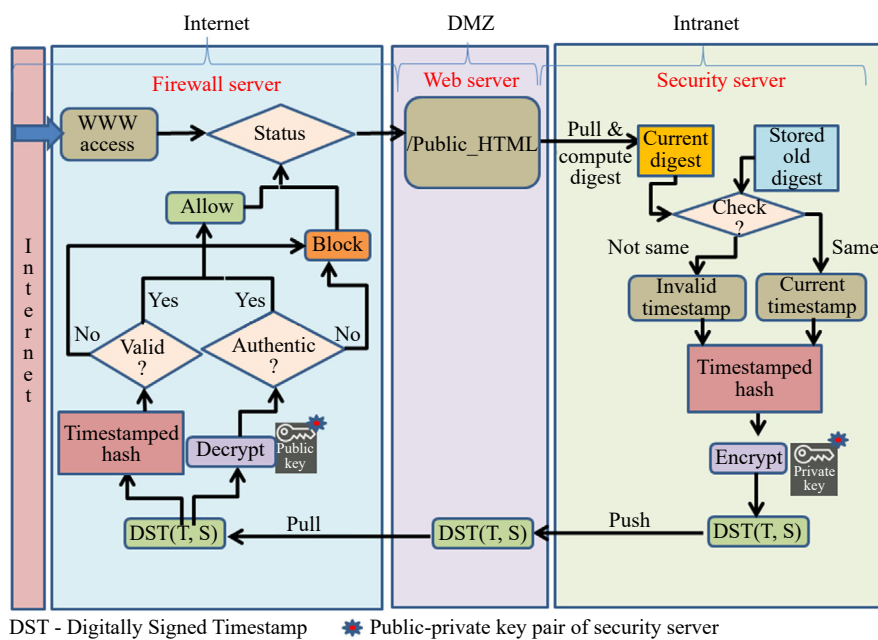 Internet
DMZ
Intranet
Firewall server
Web server
Security server
Internet
WWW
access
Status
/Public_HTML
Pull &
compute
digest
Current
digest
Stored
old
digest
Allow
Block
Check
?
Not same
Same
Invalid
timestamp
Current
timestamp
Yes
Yes
No
No
Valid
?
Authentic
?
Timestamped
hash
Timestamped
hash
Decrypt
Public
key
Encrypt
Private
key
DST(T, S)
Pull
DST(T, S)
Push
DST(T, S)
DST - Digitally Signed Timestamp
Public-private key pair of security server